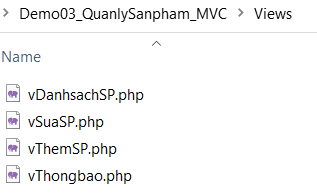 Demo03_QuanlySanpham_MVC > Views
Name
vDanhsachSP.php
vSuaSP.php
vThemSP.php
vThongbao.php